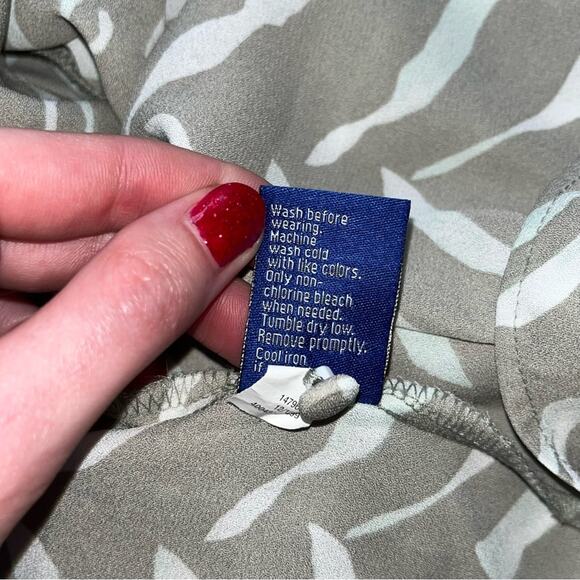 Wash before
wearing.
Machine
wash cold
with like colors.
Only non-
chlorine bleach
when needed.
Tumble dry low.
Remove promptly.
Cool iron
if